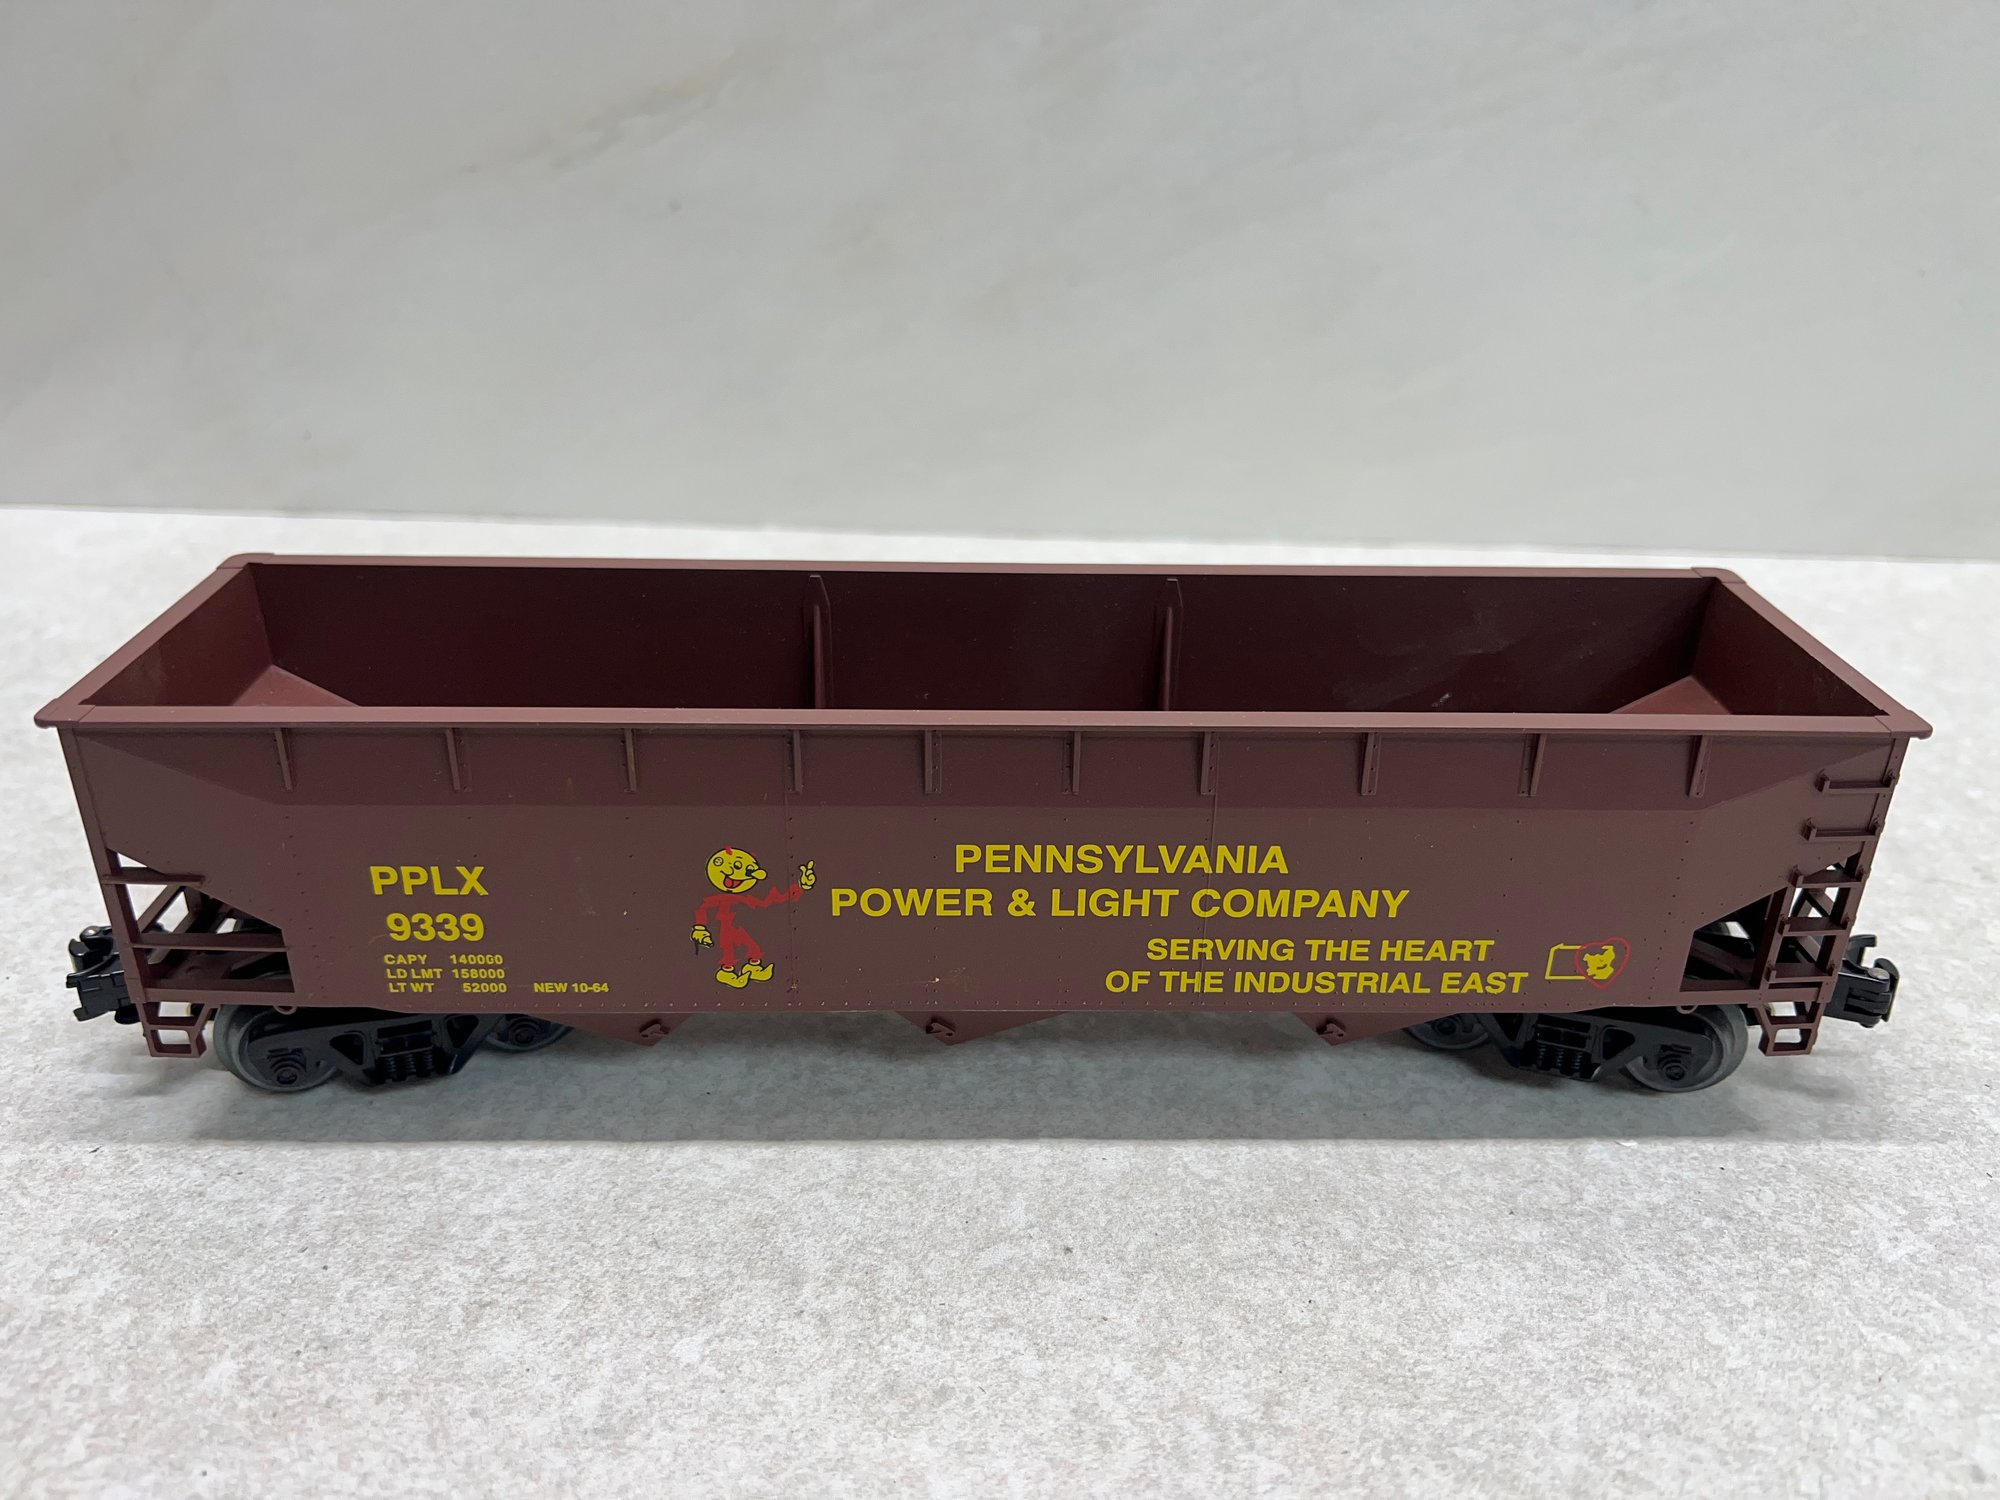 PPLX
9339
CAPY 140000
LD LMT 158000
LT WT 52000 NEW 10-64
PENNSYLVANIA
POWER & LIGHT COMPANY
SERVING THE HEART
OF THE INDUSTRIAL EAST